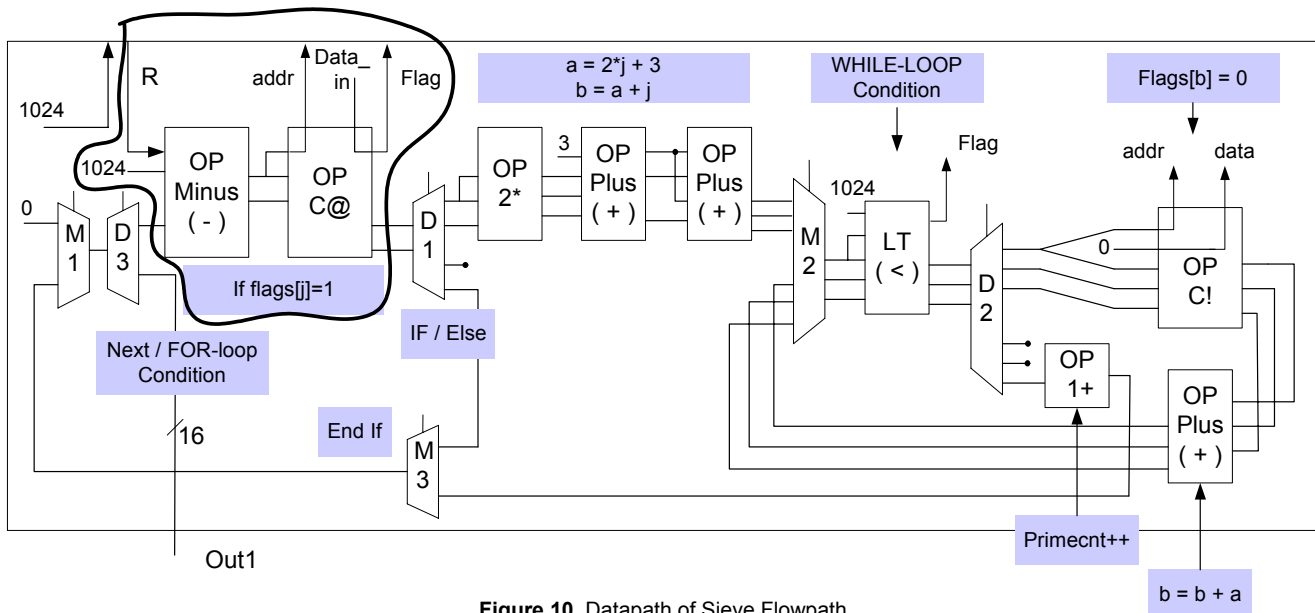 R
1024
1024
0
M
1
D
3
OP
Minus
( - )
addr
Data_
in
Flag
OP
C@
If flags[j]=1
Next / FOR-loop
Condition
16
Out1
D
1
IF / Else
End If
M
3
a = 2*j + 3
b = a + j
OP
2*
3
OP
Plus
( + )
OP
Plus
( + )
WHILE-LOOP
Condition
M
2
1024
Flag
LT
( < )
D
2
Flags[b] = 0
addr
data
0
OP
C!
OP
1+
OP
Plus
( + )
Primecnt++
b = b + a
Figure 10. Datapath of Sieve Flowpath